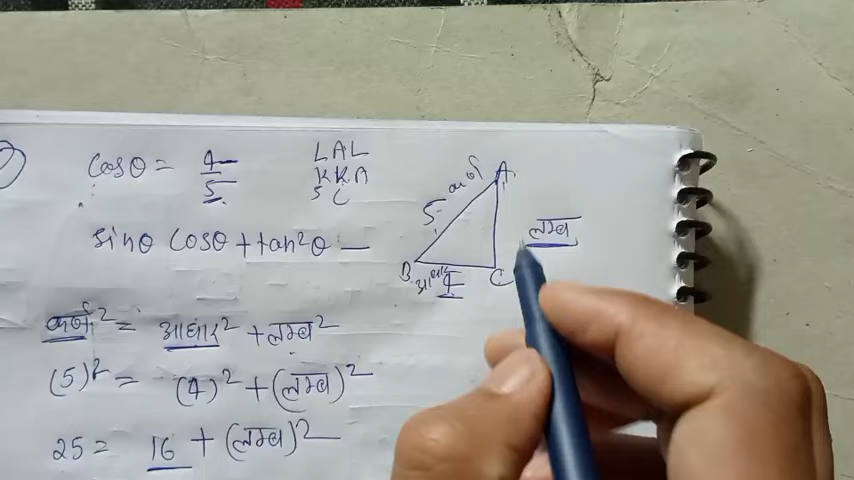 cosθ = 4/5
LAL
KKA
5 C
sinθ cosθ + tan²θ —
A
कर्ण
5
B
आधार 4
C
लम्ब
कर्ण² = आधार² + लम्ब²
(5)² = (4)² + (लम्ब)²
25 = 16 + (लम्ब)²